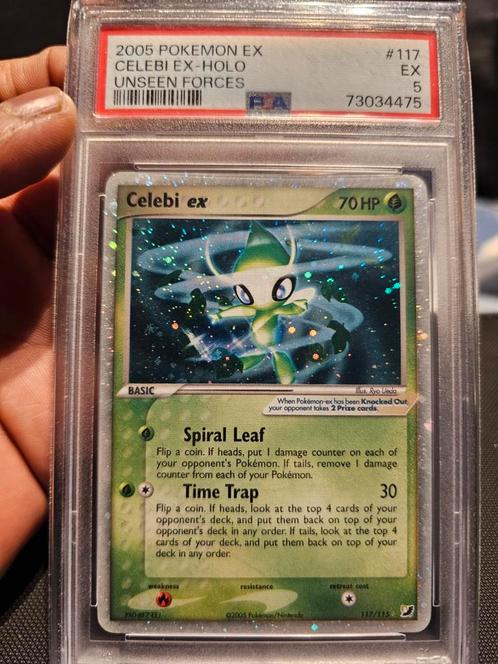 2005 POKEMON EX #117
CELEBI EX-HOLO EX
UNSEEN FORCES 5
PSA 73034475
Celebi ex 70 HP
BASIC
Illus. Ryo Ueda
When Pokémon-ex has been Knocked Out,
your opponent takes 2 Prize cards.
Spiral Leaf
Flip a coin. If heads, put 1 damage counter on each of
your opponent's Pokémon. If tails, remove 1 damage
counter from each of your Pokémon.
Time Trap 30
Flip a coin. If heads, look at the top 4 cards of your
opponent's deck, and put them back on top of your
opponent's deck in any order. If tails, look at the top 4
cards of your deck, and put them back on top of your
deck in any order.
weakness resistance retreat cost
©2005 Pokémon/Nintendo 117/115